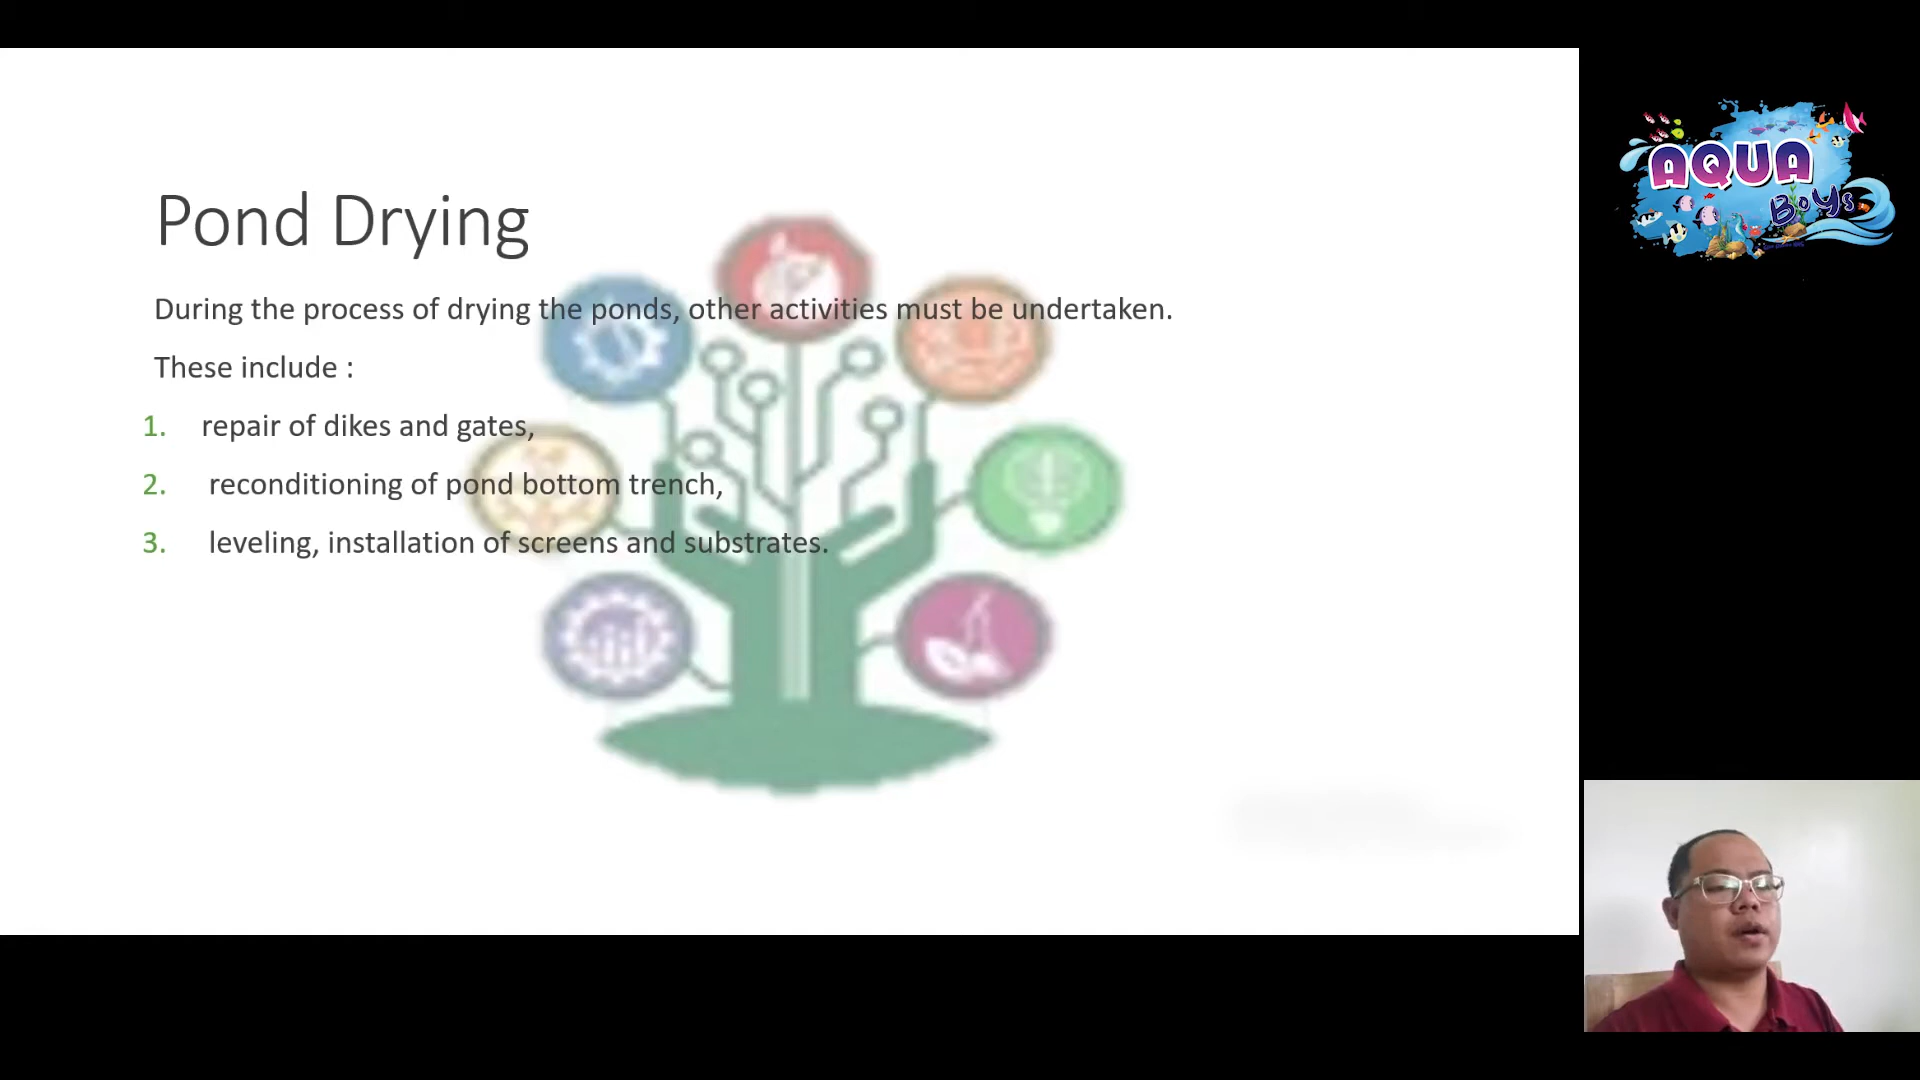 Pond Drying
During the process of drying the ponds, other activities must be undertaken.
These include :
1. repair of dikes and gates,
2. reconditioning of pond bottom trench,
3. leveling, installation of screens and substrates.
AQUA
Boys